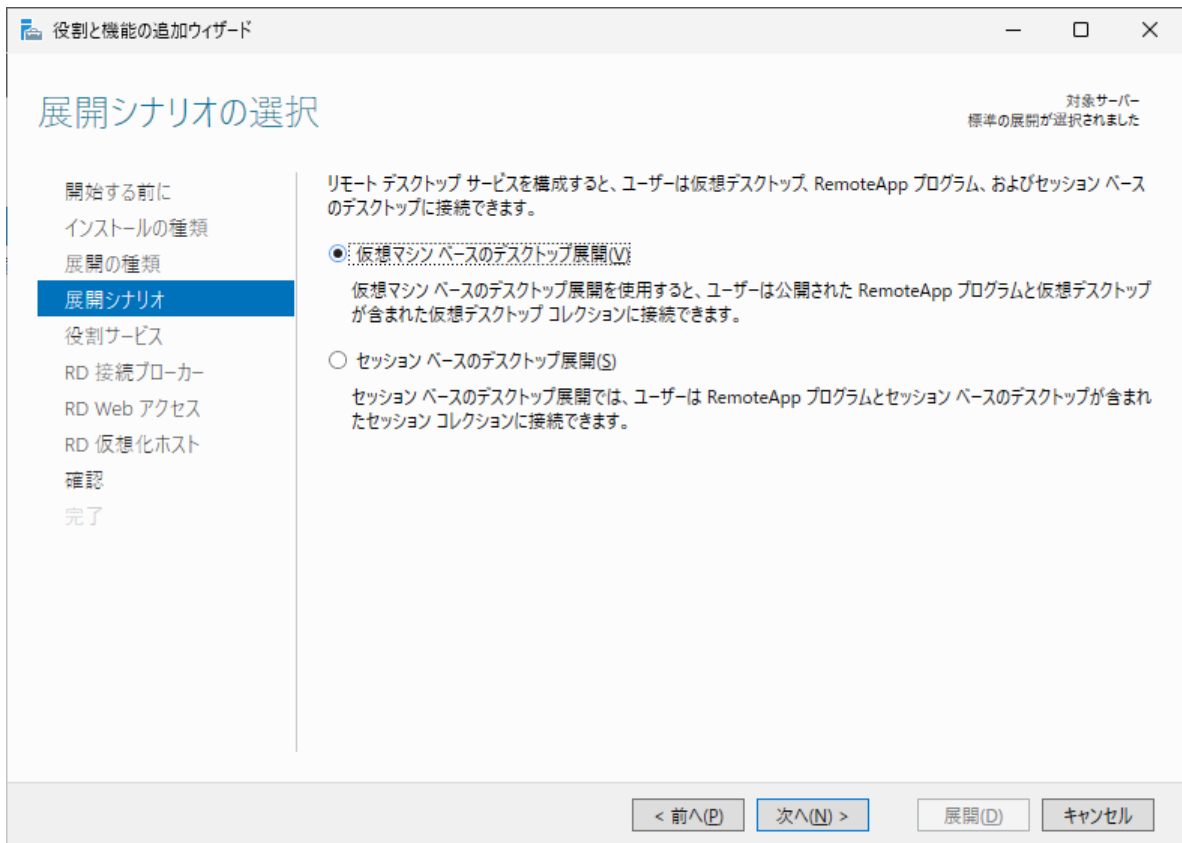 役割と機能の追加ウィザード
展開シナリオの選択
対象サーバー
標準の展開が選択されました
開始する前に
インストールの種類
展開の種類
展開シナリオ
役割サービス
RD 接続ブローカー
RD Web アクセス
RD 仮想化ホスト
確認
完了
リモート デスクトップ サービスを構成すると、ユーザーは仮想デスクトップ、RemoteApp プログラム、およびセッション ベース
のデスクトップに接続できます。
仮想マシン ベースのデスクトップ展開(V)
仮想マシン ベースのデスクトップ展開を使用すると、ユーザーは公開された RemoteApp プログラムと仮想デスクトップ
が含まれた仮想デスクトップ コレクションに接続できます。
セッション ベースのデスクトップ展開(S)
セッション ベースのデスクトップ展開では、ユーザーは RemoteApp プログラムとセッション ベースのデスクトップが含まれ
たセッション コレクションに接続できます。
< 前へ(P)
次へ(N) >
展開(D)
キャンセル